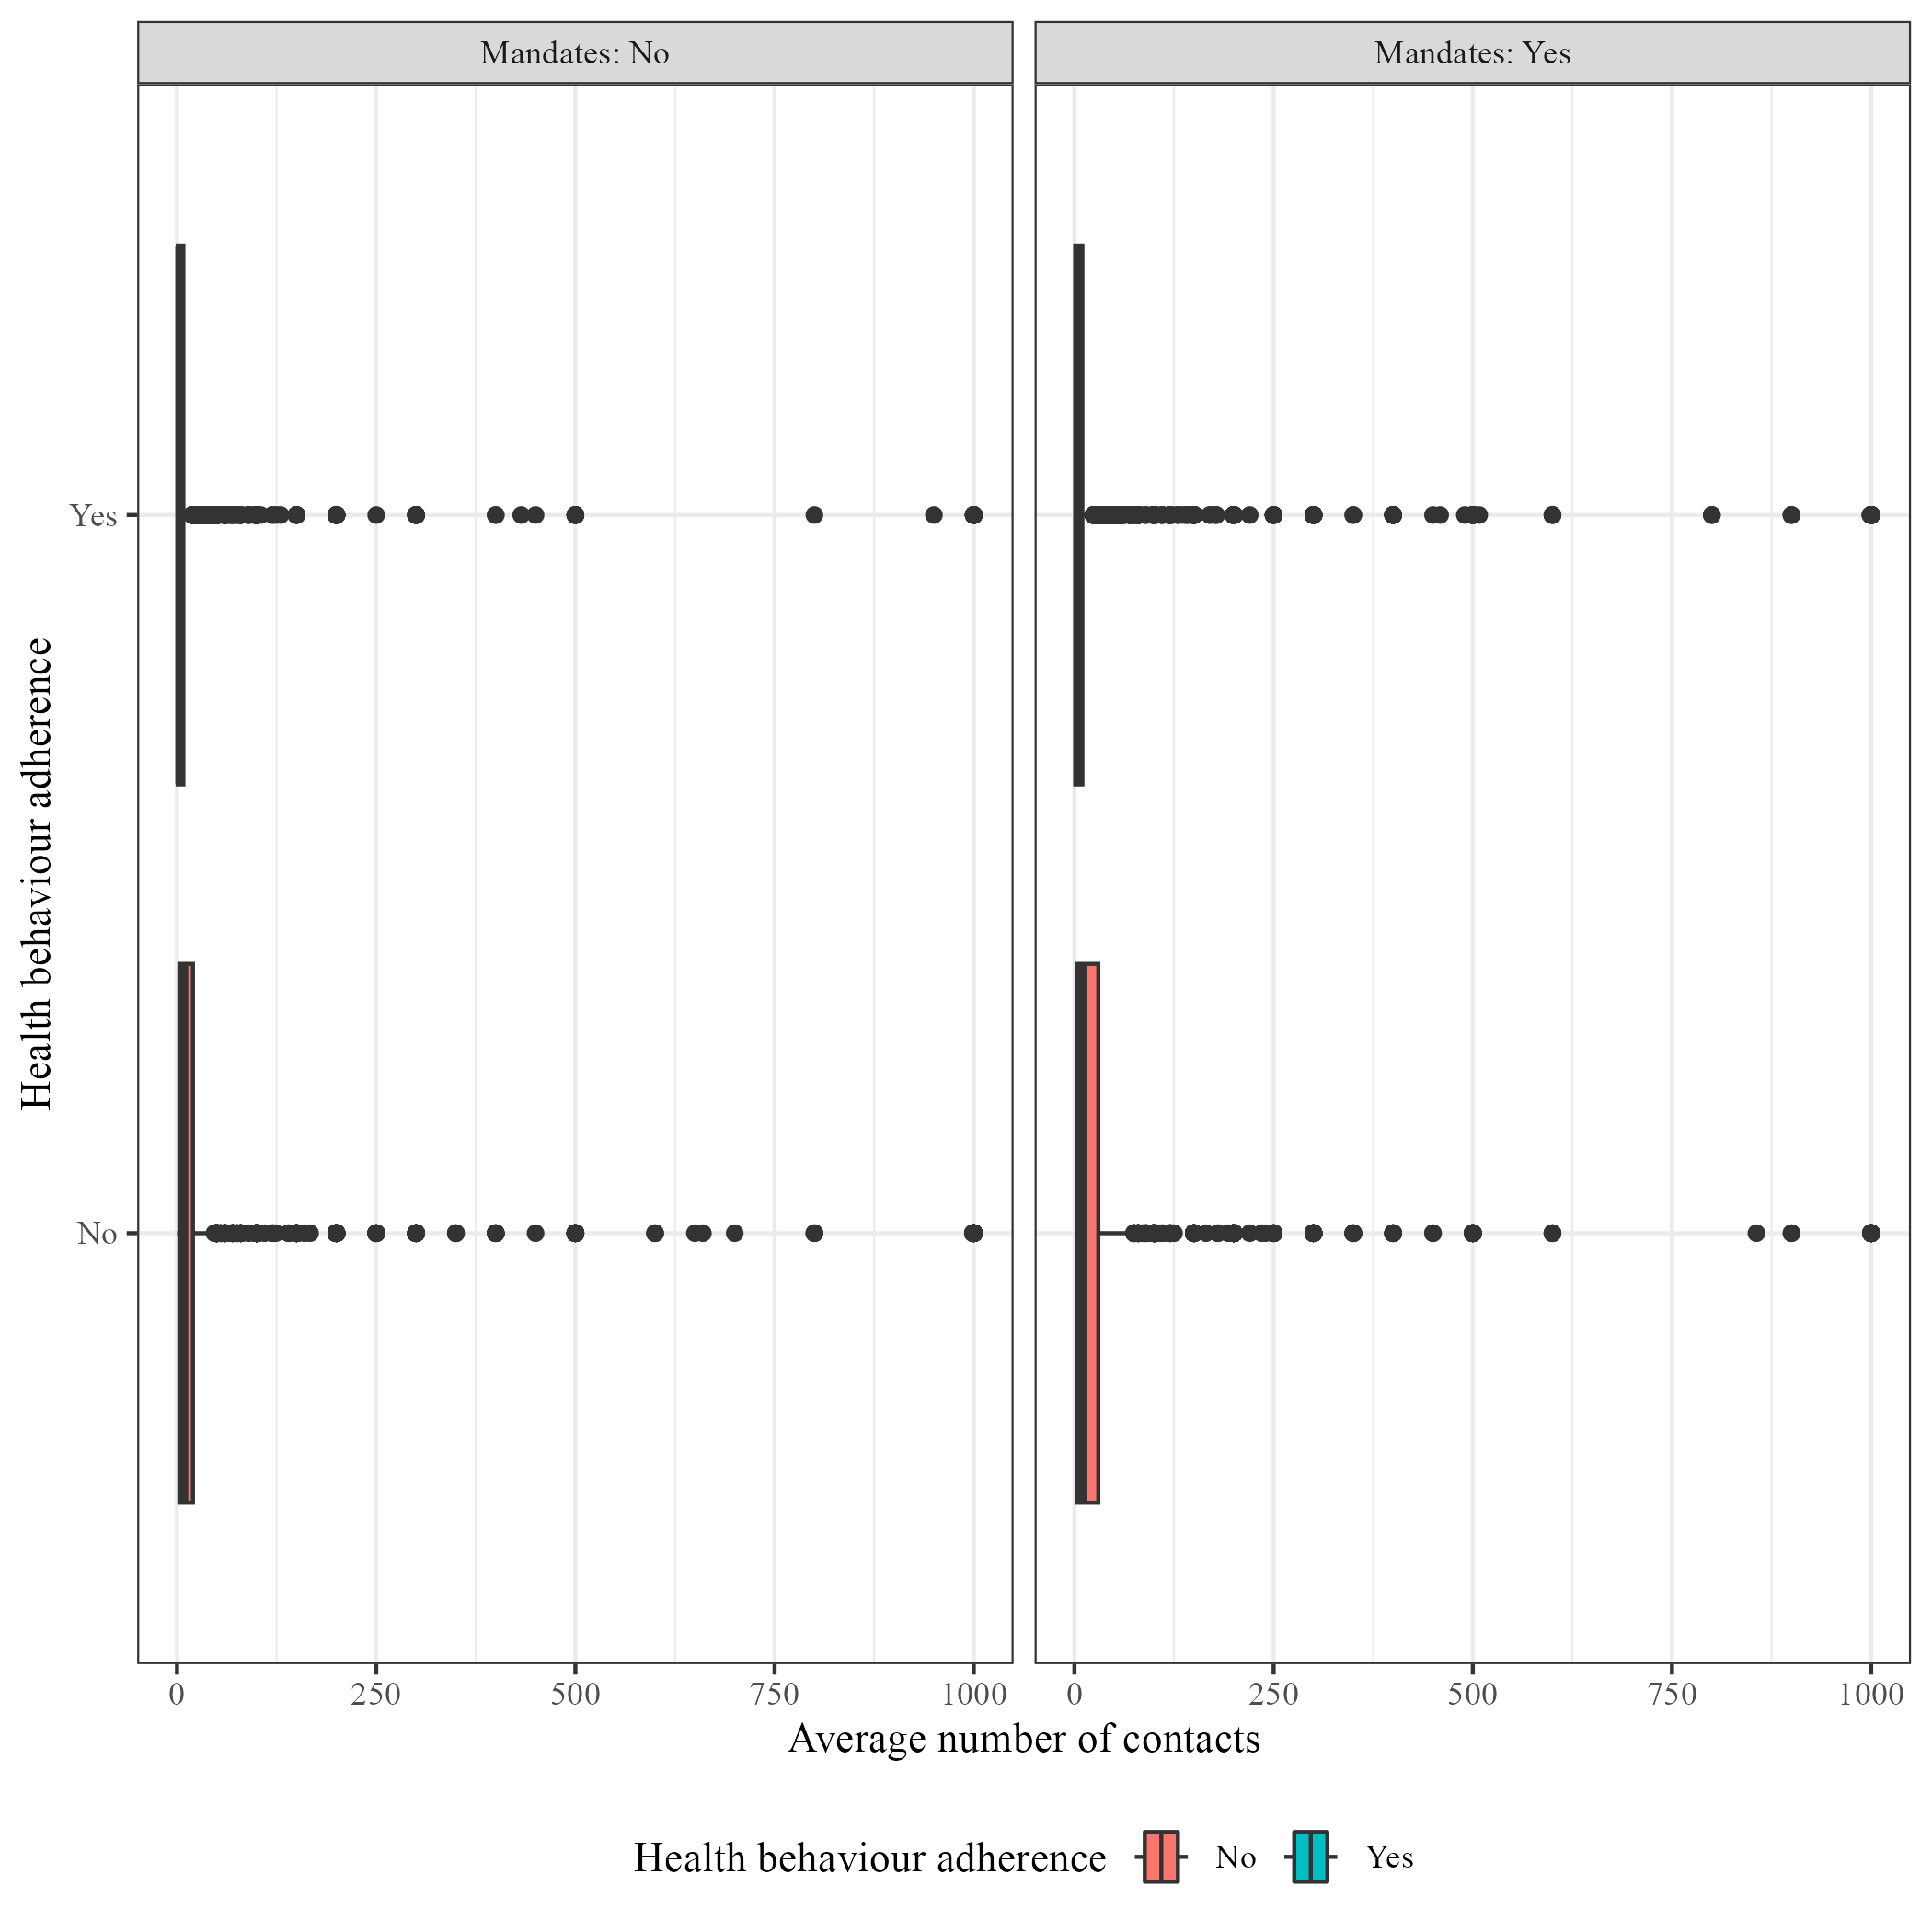 Mandates: No
Mandates: Yes
Health behaviour adherence
Yes
No
0 250 500 750 1000
0 250 500 750 1000
Average number of contacts
Health behaviour adherence No Yes